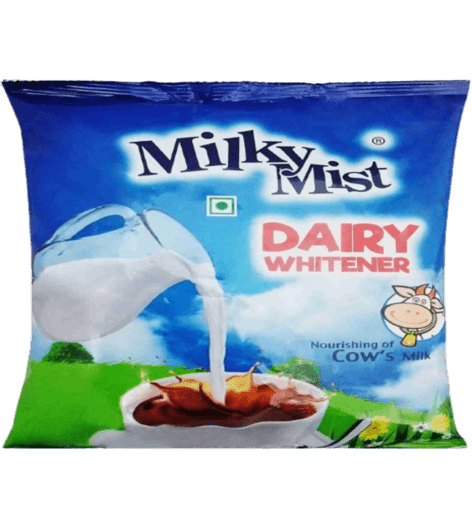 Milky
Mist
®
DAIRY
WHITENER
Nourishing of
Cow's Milk